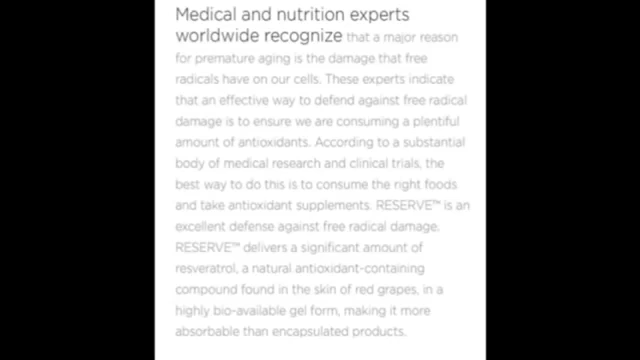 Medical and nutrition experts
worldwide recognize that a major reason
for premature aging is the damage that free
radicals have on our cells. These experts indicate
that an effective way to defend against free radical
damage is to ensure we are consuming a plentiful
amount of antioxidants. According to a substantial
body of medical research and clinical trials, the
best way to do this is to consume the right foods
and take antioxidant supplements. RESERVE™ is an
excellent defense against free radical damage.
RESERVE™ delivers a significant amount of
resveratrol, a natural antioxidant-containing
compound found in the skin of red grapes, in a
highly bio-available gel form, making it more
absorbable than encapsulated products.